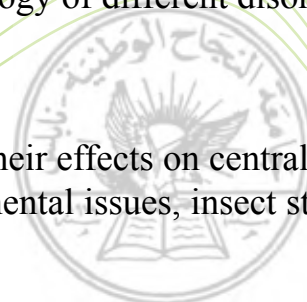 ogy of different disor
النجاح الوطنية
heir effects on central
ental issues, insect st